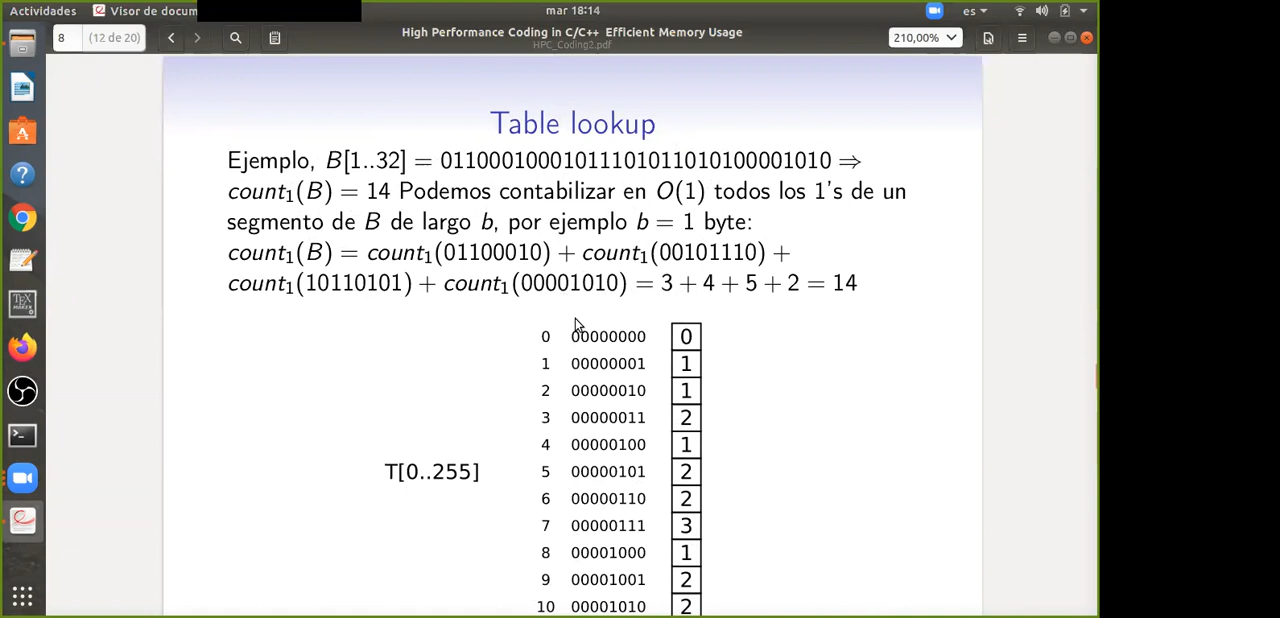 Actividades Visor de docum mar 18:14 es
8 (12 de 20) High Performance Coding in C/C++ Efficient Memory Usage 210,00%
HPC_Coding2.pdf
Table lookup
Ejemplo, B[1..32] = 01100010001011101011010100001010 ⇒
count₁(B) = 14 Podemos contabilizar en O(1) todos los 1's de un
segmento de B de largo b, por ejemplo b = 1 byte:
count₁(B) = count₁(01100010) + count₁(00101110) +
count₁(10110101) + count₁(00001010) = 3 + 4 + 5 + 2 = 14
0 00000000 0
1 00000001 1
2 00000010 1
3 00000011 2
4 00000100 1
T[0..255] 5 00000101 2
6 00000110 2
7 00000111 3
8 00001000 1
9 00001001 2
10 00001010 2